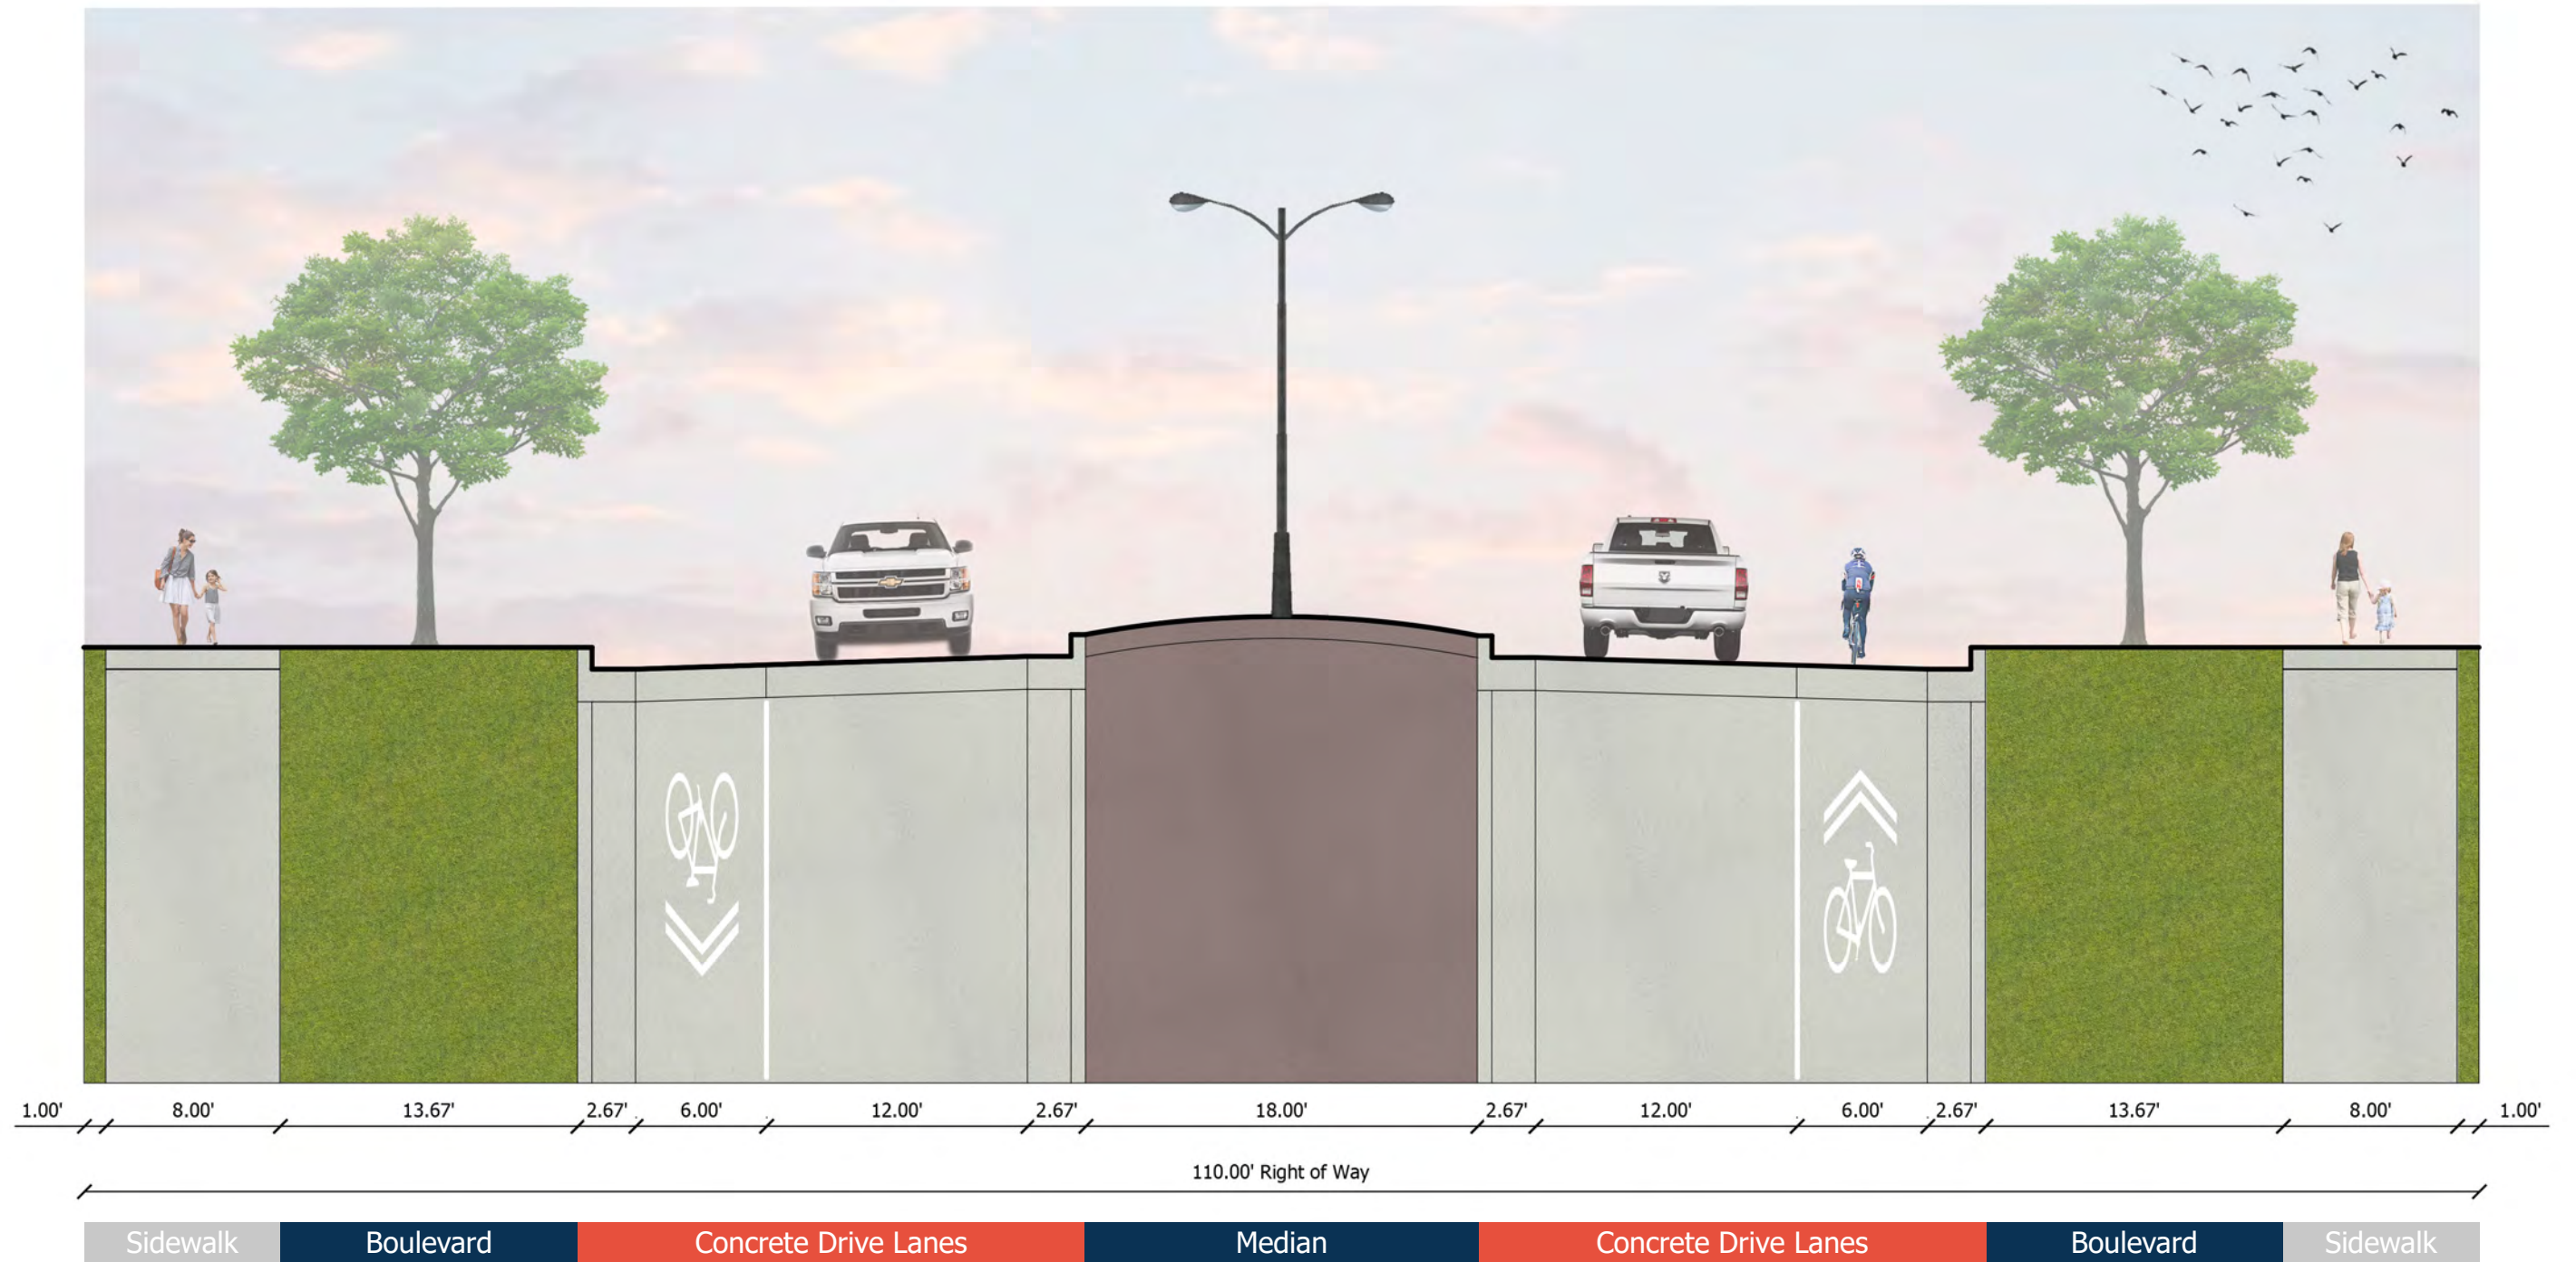 1.00' 8.00' 13.67' 2.67' 6.00' 12.00' 2.67' 18.00' 2.67' 12.00' 6.00' 2.67' 13.67' 8.00' 1.00'
110.00' Right of Way
Sidewalk Boulevard Concrete Drive Lanes Median Concrete Drive Lanes Boulevard Sidewalk